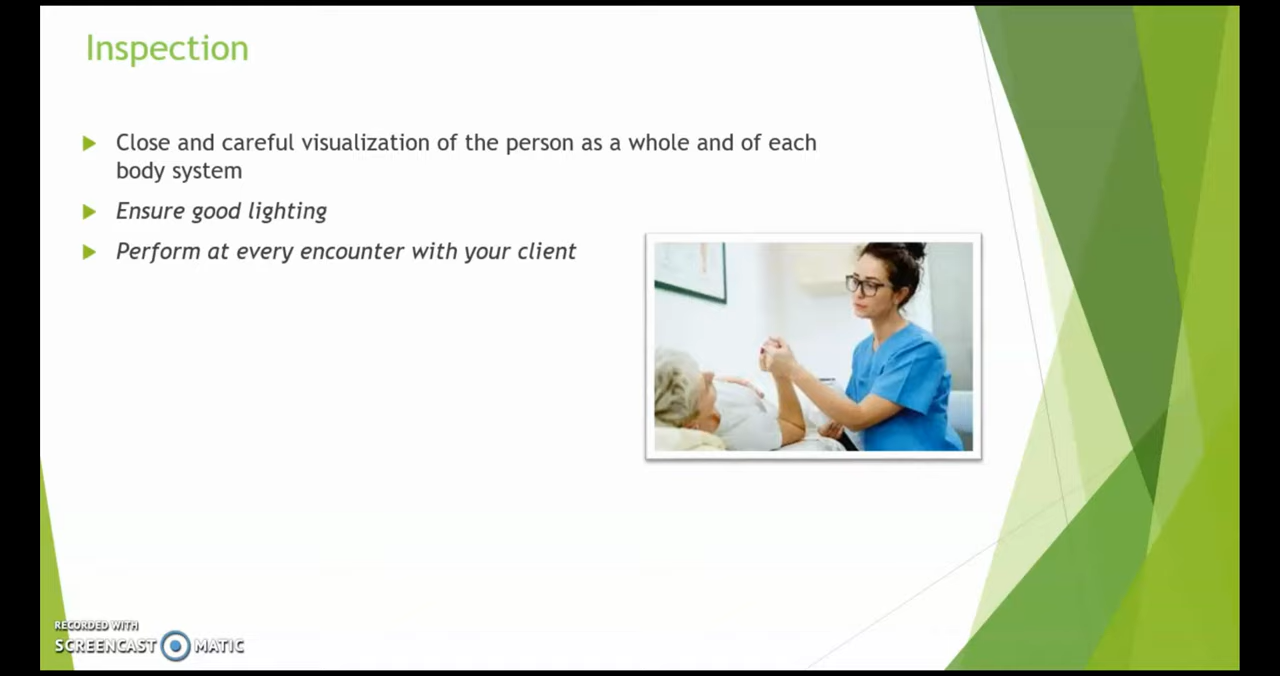 Inspection
Close and careful visualization of the person as a whole and of each
body system
Ensure good lighting
Perform at every encounter with your client
RECORDED WITH
SCREENCAST MATIC